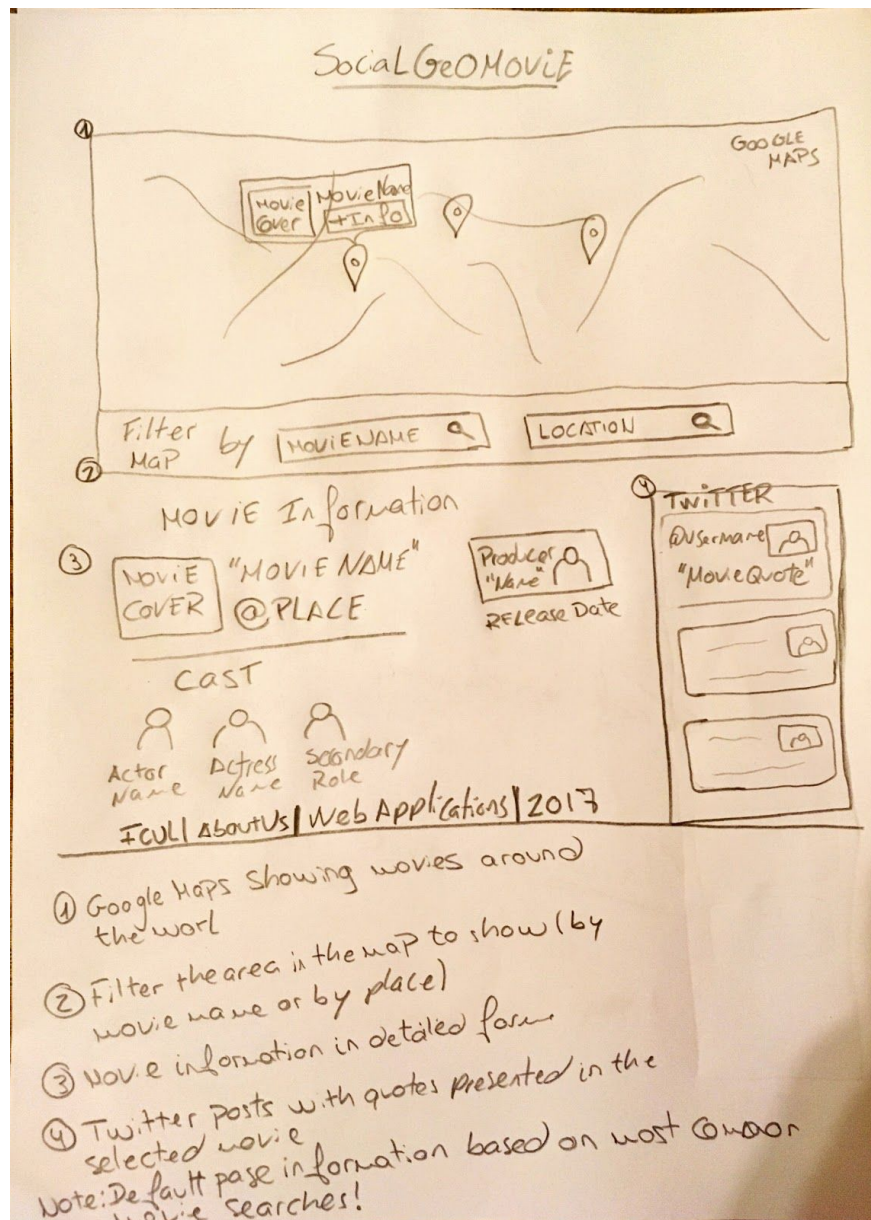 SociaLGeOMOViE
①
GOOGLE
MAPS
MOViE
COVER
MOVieName
+Info
Filter
MaP
by
MOViENAME
LOCATION
②
MOViE Information
③
MOViE
COVER
"MOViE NAME"
@PLACE
Producer
"Name"
RELease Date
④
TWiTTER
@Username
"MovieQuote"
CAST
Actor
Name
Actress
Name
Secondary
Role
FCUL| AboutUs| Web Applications| 2017
① Google Maps showing movies around
the worl
② Filter the area in the map to show (by
movie name or by place)
③ Movie information in detailed form
④ Twitter posts with quotes presented in the
selected movie
Note: Default page information based on most common
movie searches!